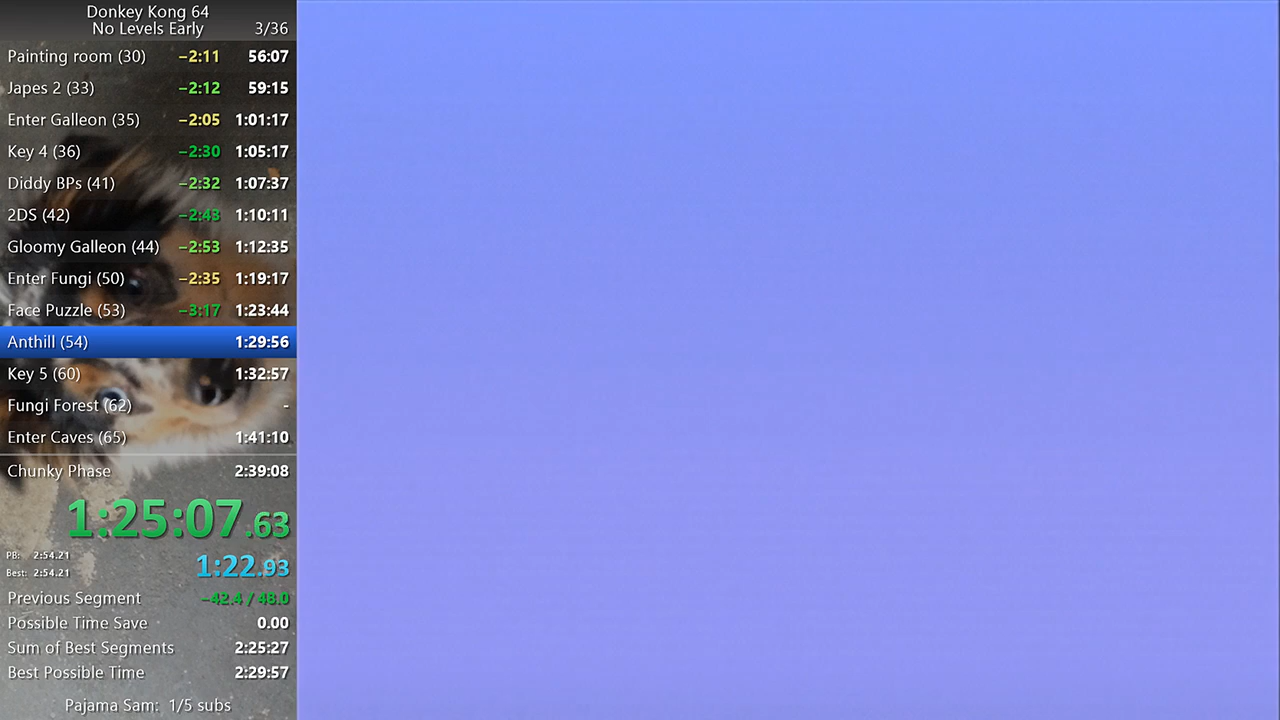 Donkey Kong 64
No Levels Early 3/36
Painting room (30) −2:11 56:07
Japes 2 (33) −2:12 59:15
Enter Galleon (35) −2:05 1:01:17
Key 4 (36) −2:30 1:05:17
Diddy BPs (41) −2:32 1:07:37
2DS (42) −2:43 1:10:11
Gloomy Galleon (44) −2:53 1:12:35
Enter Fungi (50) −2:35 1:19:17
Face Puzzle (53) −3:17 1:23:44
Anthill (54) 1:29:56
Key 5 (60) 1:32:57
Fungi Forest (62) -
Enter Caves (65) 1:41:10
Chunky Phase 2:39:08
1:25:07.63
PB: 2:54.21
1:22.93
Best: 2:54.21
Previous Segment −42.4 / 48.0
Possible Time Save 0.00
Sum of Best Segments 2:25:27
Best Possible Time 2:29:57
Pajama Sam: 1/5 subs